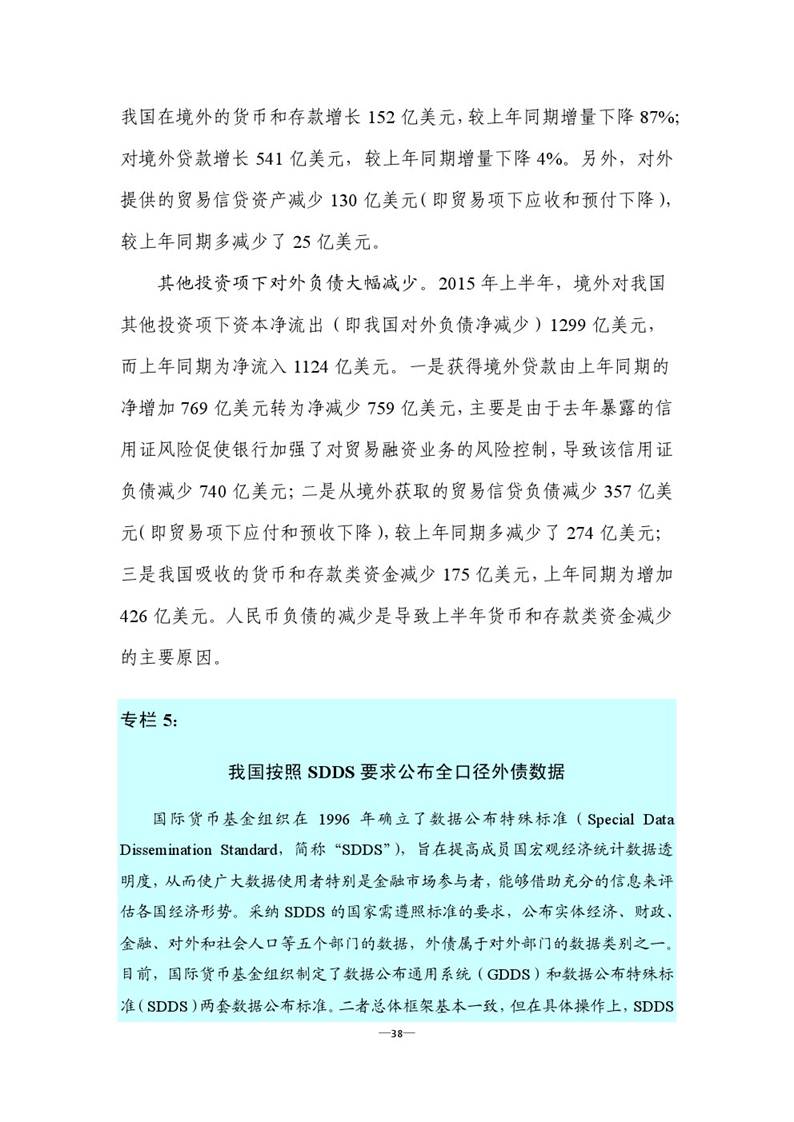 我国在境外的货币和存款增长 152 亿美元，较上年同期增量下降 87%；
对境外贷款增长 541 亿美元，较上年同期增量下降 4%。另外，对外
提供的贸易信贷资产减少 130 亿美元（即贸易项下应收和预付下降），
较上年同期多减少了 25 亿美元。
其他投资项下对外负债大幅减少。2015 年上半年，境外对我国
其他投资项下资本净流出（即我国对外负债净减少）1299 亿美元，
而上年同期为净流入 1124 亿美元。一是获得境外贷款由上年同期的
净增加 769 亿美元转为净减少 759 亿美元，主要是由于去年暴露的信
用证风险促使银行加强了对贸易融资业务的风险控制，导致该信用证
负债减少 740 亿美元；二是从境外获取的贸易信贷负债减少 357 亿美
元（即贸易项下应付和预收下降），较上年同期多减少了 274 亿美元；
三是我国吸收的货币和存款类资金减少 175 亿美元，上年同期为增加
426 亿美元。人民币负债的减少是导致上半年货币和存款类资金减少
的主要原因。
专栏 5：
我国按照 SDDS 要求公布全口径外债数据
国际货币基金组织在 1996 年确立了数据公布特殊标准（Special Data
Dissemination Standard，简称“SDDS”），旨在提高成员国宏观经济统计数据透
明度，从而使广大数据使用者特别是金融市场参与者，能够借助充分的信息来评
估各国经济形势。采纳 SDDS 的国家需遵照标准的要求，公布实体经济、财政、
金融、对外和社会人口等五个部门的数据，外债属于对外部门的数据类别之一。
目前，国际货币基金组织制定了数据公布通用系统（GDDS）和数据公布特殊标
准（SDDS）两套数据公布标准。二者总体框架基本一致，但在具体操作上，SDDS
—38—